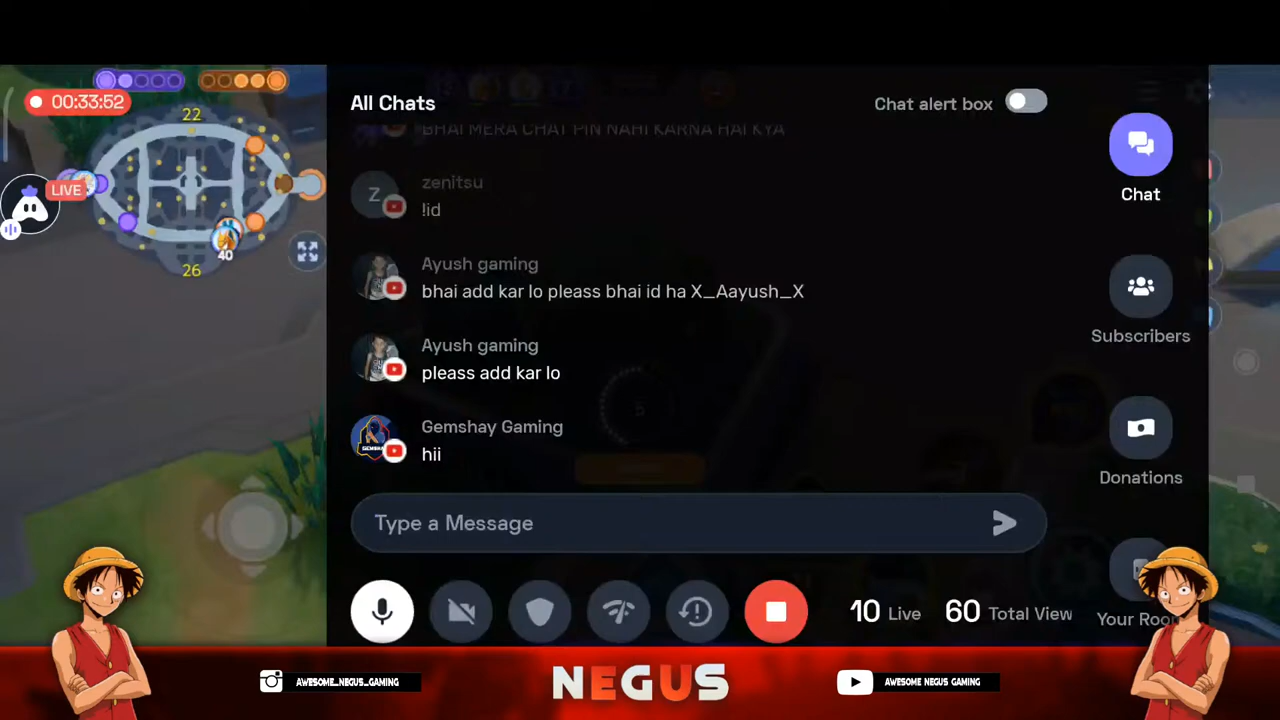 All Chats
Chat alert box
00:33:52
22
BHAI MERA CHAT PIN NAHI KARNA HAI KYA
Chat
LIVE
Z
zenitsu
!id
40
26
Ayush gaming
bhai add kar lo pleass bhai id ha X_Aayush_X
Subscribers
Ayush gaming
pleass add kar lo
5
Gemshay Gaming
hii
Donations
Type a Message
10 Live
60 Total View
Your Roo
AWESOME_NEGUS_GAMING
NEGUS
AWESOME NEGUS GAMING